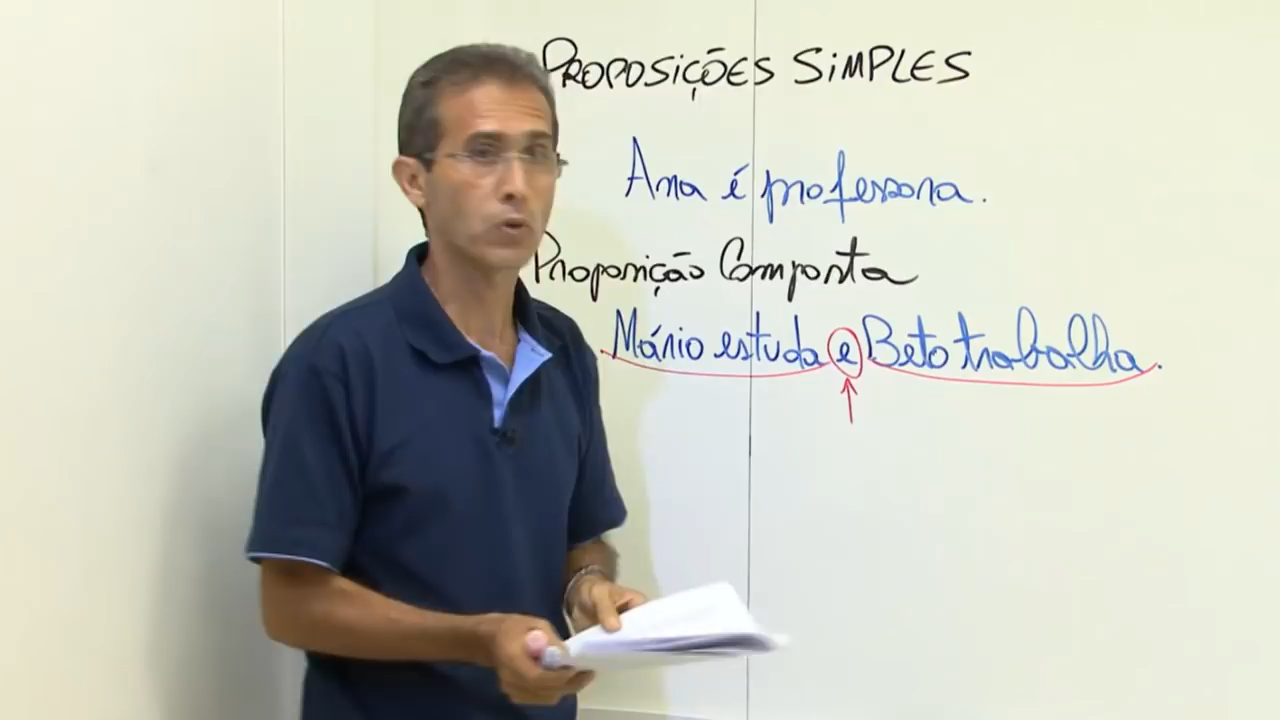 PROPOSIÇÕES SIMPLES
Ana é professora.
Proposição Composta
Mário estuda e Beto trabalha.